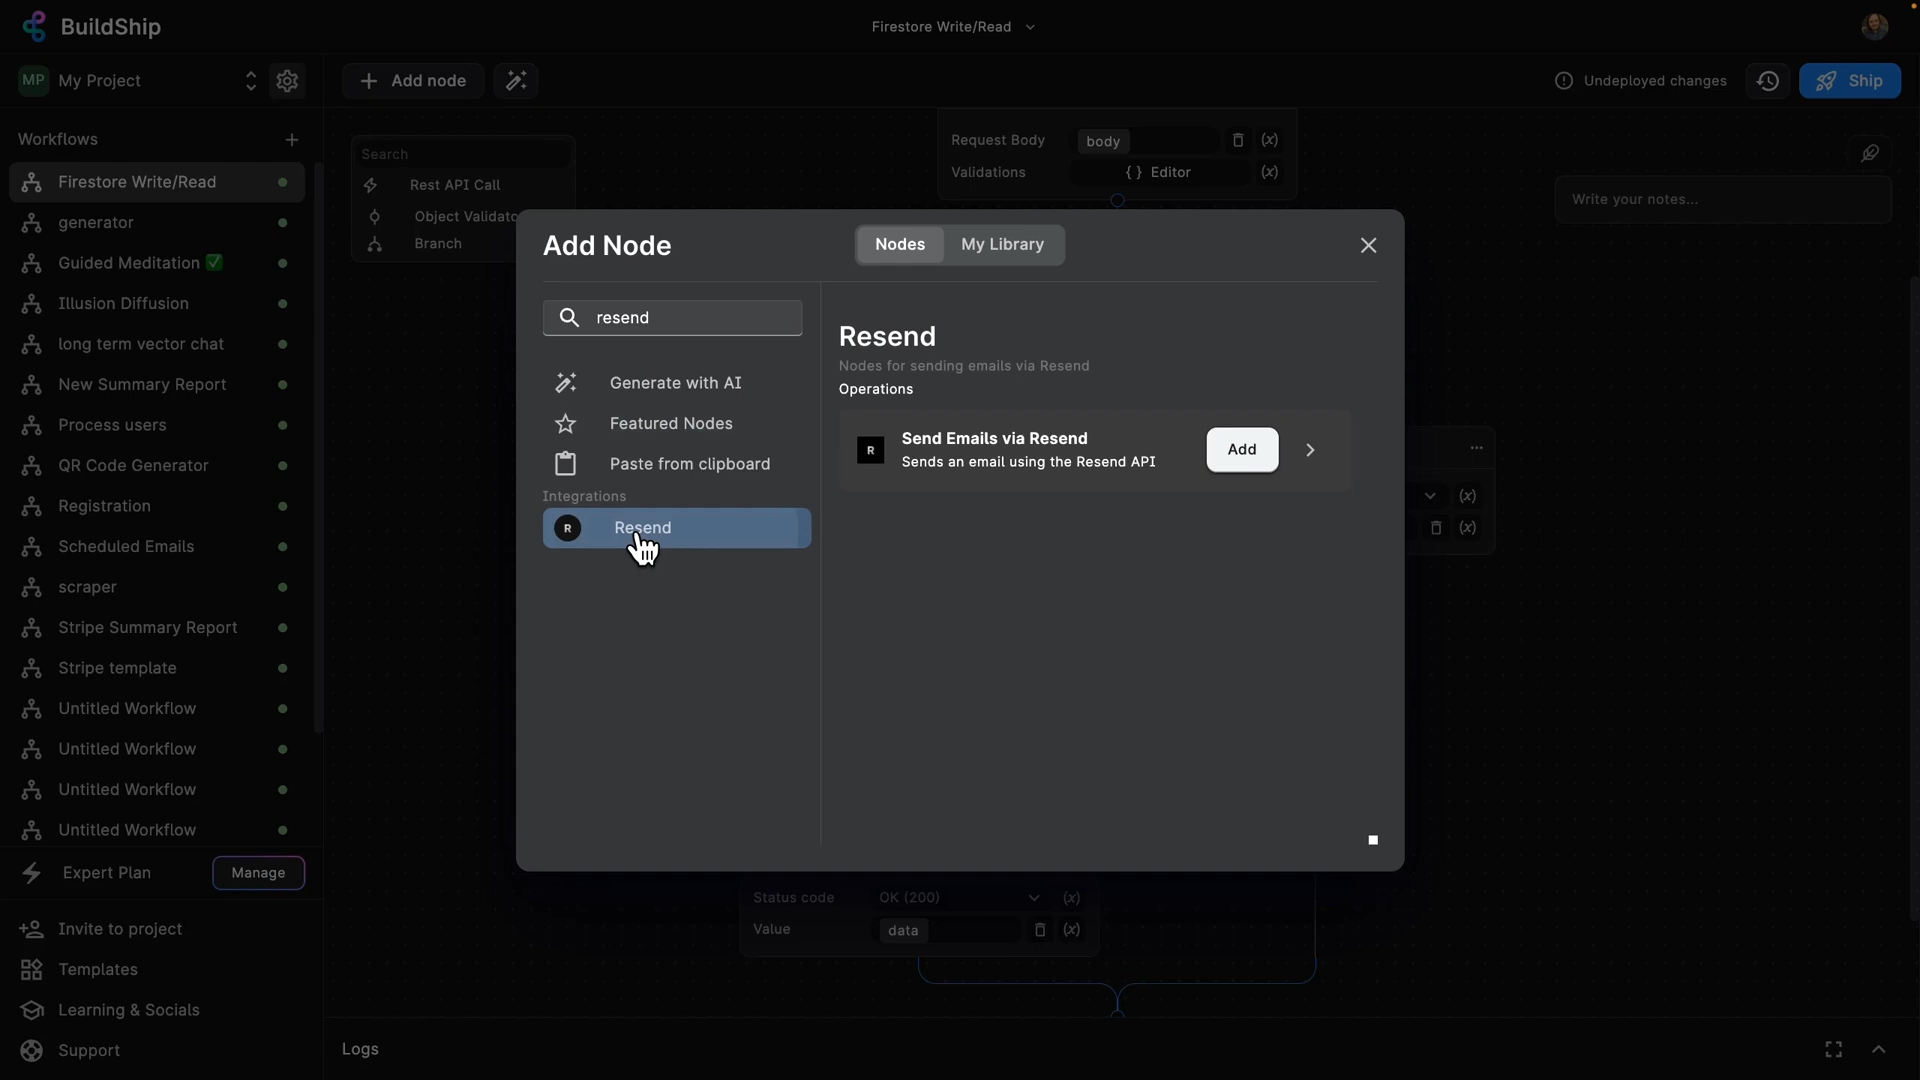 BuildShip
Firestore Write/Read
MP My Project
Add node
Undeployed changes
Ship
Workflows
Firestore Write/Read
generator
Guided Meditation ✅
Illusion Diffusion
long term vector chat
New Summary Report
Process users
QR Code Generator
Registration
Scheduled Emails
scraper
Stripe Summary Report
Stripe template
Untitled Workflow
Untitled Workflow
Untitled Workflow
Untitled Workflow
Expert Plan
Manage
Invite to project
Templates
Learning & Socials
Support
Search
Rest API Call
Object Validato
Branch
Request Body body (x)
Validations { } Editor (x)
Write your notes...
Add Node
Nodes My Library
resend
Generate with AI
Featured Nodes
Paste from clipboard
Integrations
R Resend
Resend
Nodes for sending emails via Resend
Operations
R
Send Emails via Resend
Sends an email using the Resend API
Add
(x)
(x)
Status code OK (200) (x)
Value data (x)
Logs